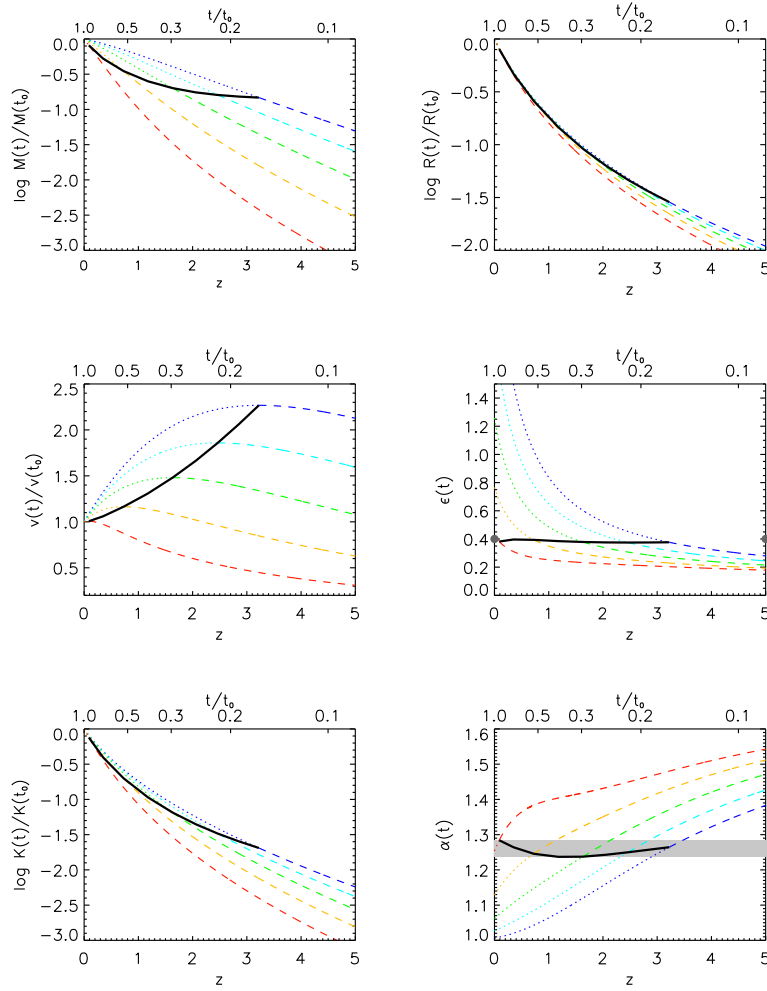 t/t₀
1.0 0.5 0.3 0.2 0.1
0.0
-0.5
-1.0
-1.5
-2.0
-2.5
-3.0
log M(t)/M(t₀)
0 1 2 3 4 5
z
t/t₀
1.0 0.5 0.3 0.2 0.1
0.0
-0.5
-1.0
-1.5
-2.0
log R(t)/R(t₀)
0 1 2 3 4 5
z
t/t₀
1.0 0.5 0.3 0.2 0.1
2.5
2.0
1.5
1.0
0.5
v(t)/v(t₀)
0 1 2 3 4 5
z
t/t₀
1.0 0.5 0.3 0.2 0.1
1.4
1.2
1.0
0.8
0.6
0.4
0.2
0.0
ϵ(t)
0 1 2 3 4 5
z
t/t₀
1.0 0.5 0.3 0.2 0.1
0.0
-0.5
-1.0
-1.5
-2.0
-2.5
-3.0
log K(t)/K(t₀)
0 1 2 3 4 5
z
t/t₀
1.0 0.5 0.3 0.2 0.1
1.6
1.5
1.4
1.3
1.2
1.1
1.0
α(t)
0 1 2 3 4 5
z